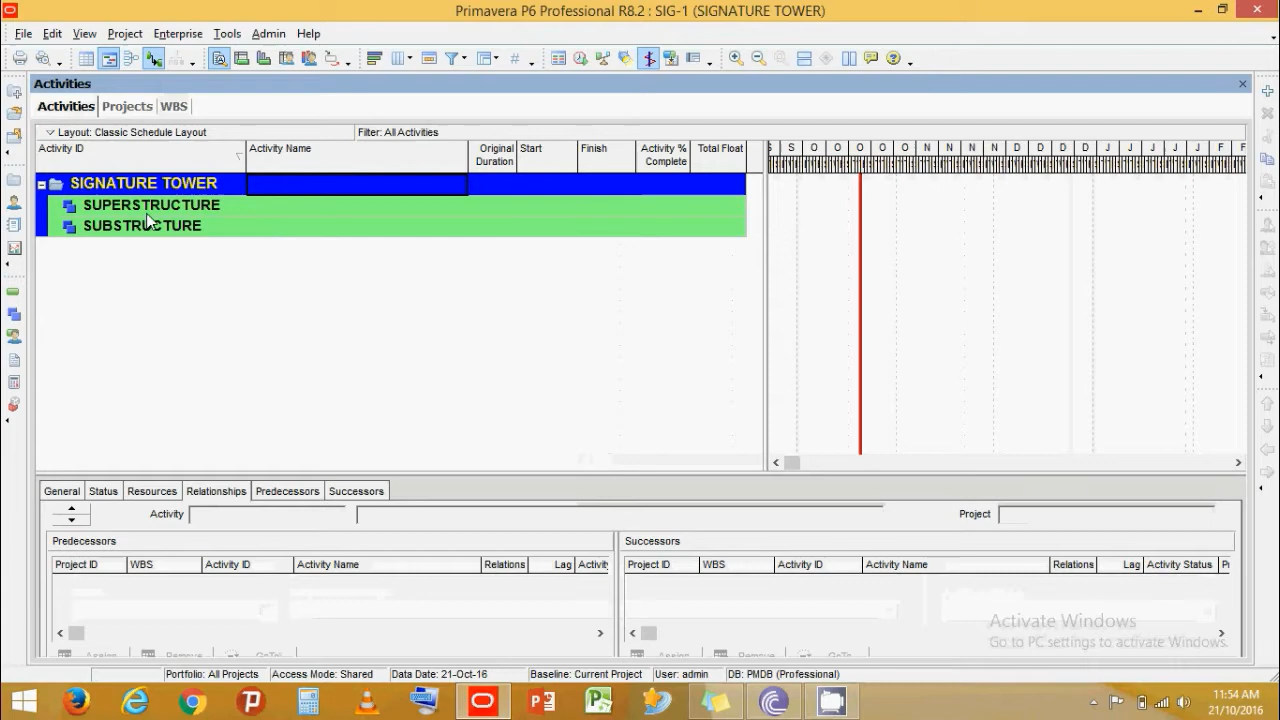 Primavera P6 Professional R8.2 : SIG-1 (SIGNATURE TOWER)
File Edit View Project Enterprise Tools Admin Help
Activities
Activities Projects WBS
Layout: Classic Schedule Layout Filter: All Activities
Activity ID Activity Name Original Duration Start Finish Activity % Complete Total Float S S O O O O N N N N D D D D J J J J J F F
SIGNATURE TOWER
SUPERSTRUCTURE
SUBSTRUCTURE
General Status Resources Relationships Predecessors Successors
Activity Project
Predecessors Successors
Project ID WBS Activity ID Activity Name Relations Lag Activity Project ID WBS Activity ID Activity Name Relations Lag Activity Status
Activate Windows
Go to PC settings to activate Windows.
Assign Remove GoTo Assign Remove GoTo
Portfolio: All Projects Access Mode: Shared Data Date: 21-Oct-16 Baseline: Current Project User: admin DB: PMDB (Professional)
11:54 AM
21/10/2016